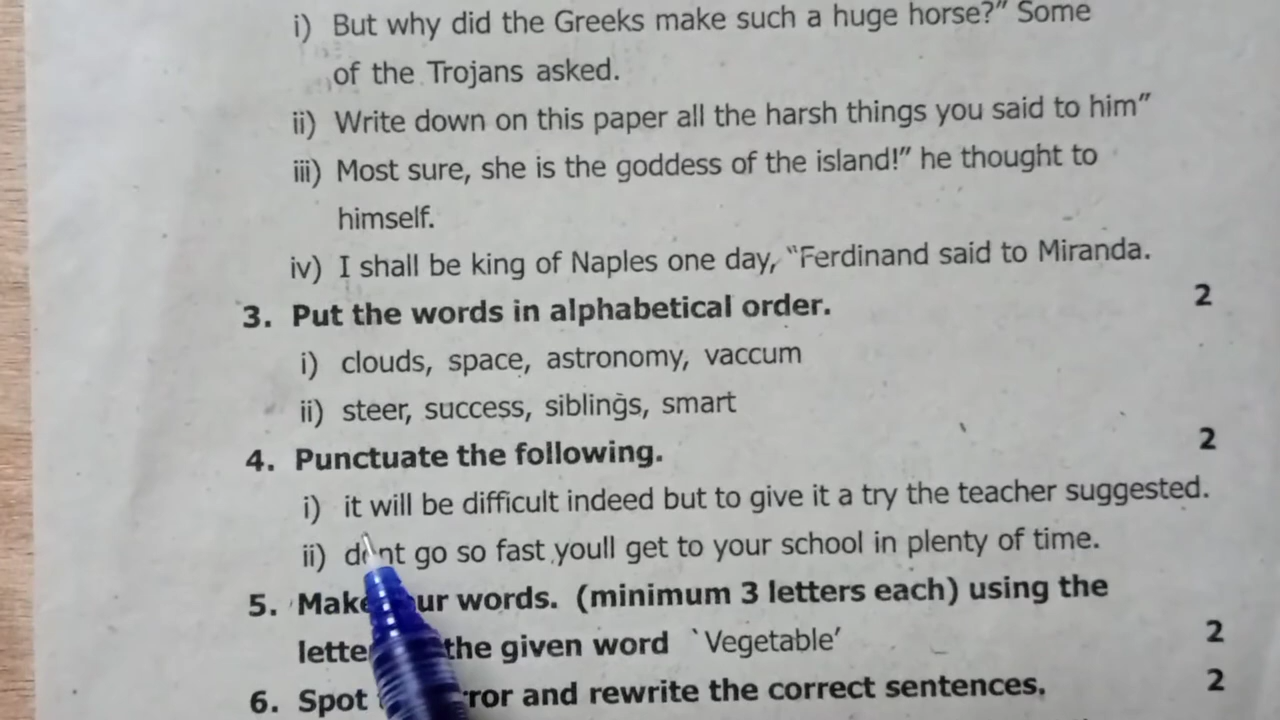 i) But why did the Greeks make such a huge horse?” Some
of the Trojans asked.
ii) Write down on this paper all the harsh things you said to him”
iii) Most sure, she is the goddess of the island!” he thought to
himself.
iv) I shall be king of Naples one day, “Ferdinand said to Miranda.
3. Put the words in alphabetical order. 2
i) clouds, space, astronomy, vaccum
ii) steer, success, siblings, smart
4. Punctuate the following. 2
i) it will be difficult indeed but to give it a try the teacher suggested.
ii) go so fast youll get to your school in plenty of time.
5. words. (minimum 3 letters each) using the
the given word ‘Vegetable’ 2
6. Spot and rewrite the correct sentences. 2